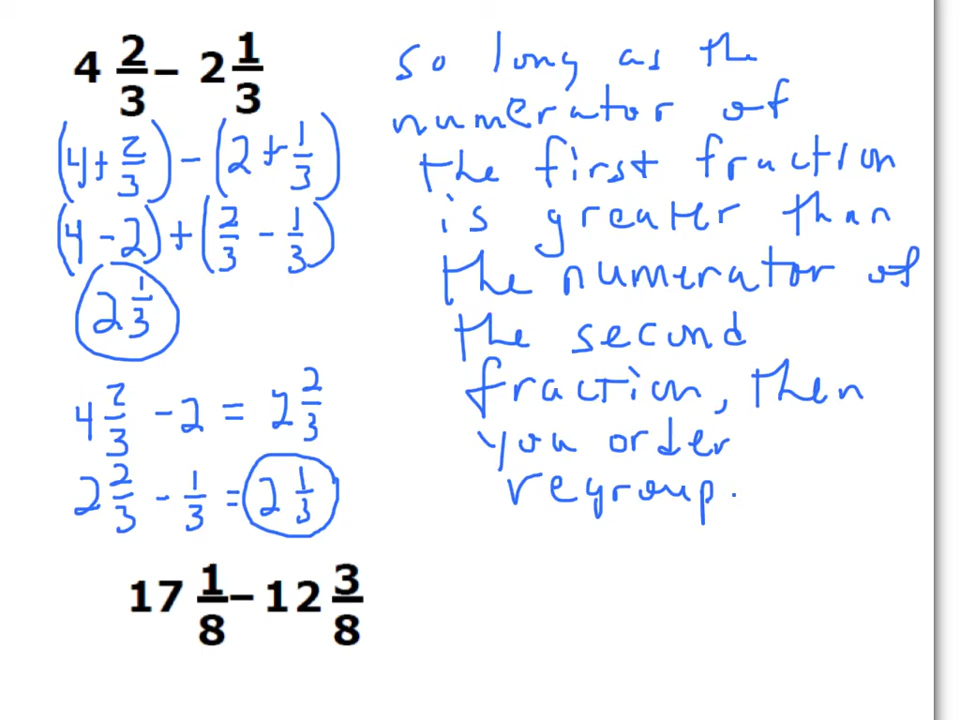 4 2/3 – 2 1/3
(4 + 2/3) – (2 + 1/3)
(4 – 2) + (2/3 – 1/3)
2 1/3
4 2/3 – 2 = 2 2/3
2 2/3 – 1/3 = 2 1/3
17 1/8 – 12 3/8
so long as the
numerator of
the first fraction
is greater than
the numerator of
the second
fraction, then
you order
regroup.